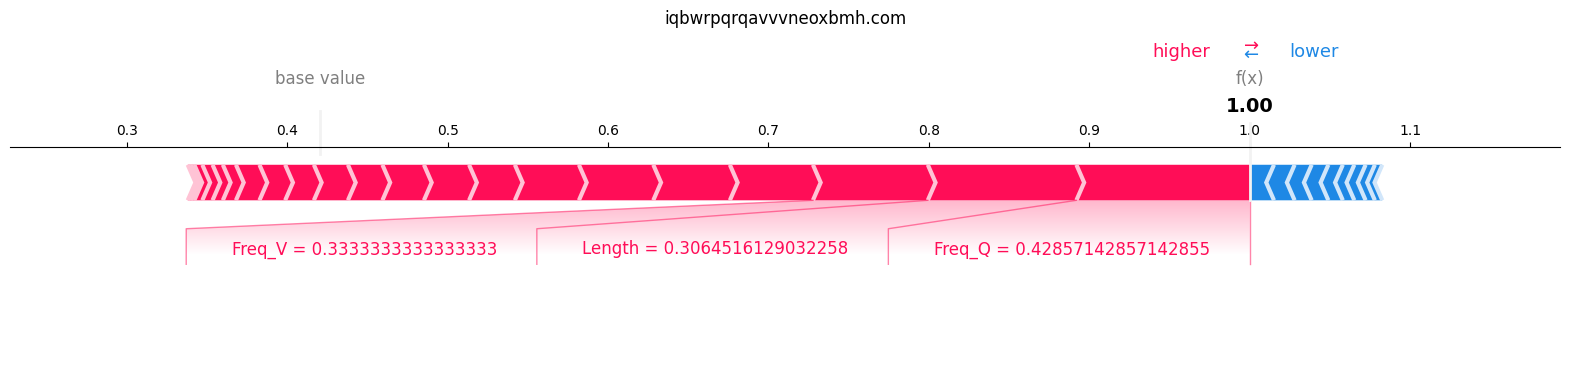 iqbwrpqrqavvvneoxbmh.com
higher ⇄ lower
base value
f(x)
1.00
0.3 0.4 0.5 0.6 0.7 0.8 0.9 1.0 1.1
Freq_V = 0.3333333333333333 Length = 0.3064516129032258 Freq_Q = 0.42857142857142855